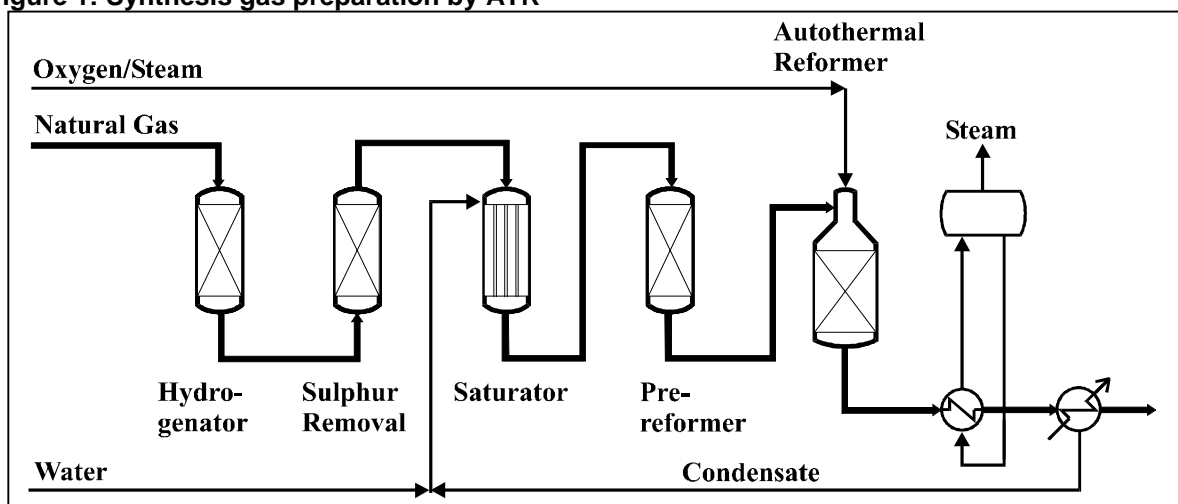 Figure 1: Synthesis gas preparation by ATR
Autothermal
Reformer
Oxygen/Steam
Natural Gas
Steam
Hydro-
genator
Sulphur
Removal
Saturator
Pre-
reformer
Water
Condensate